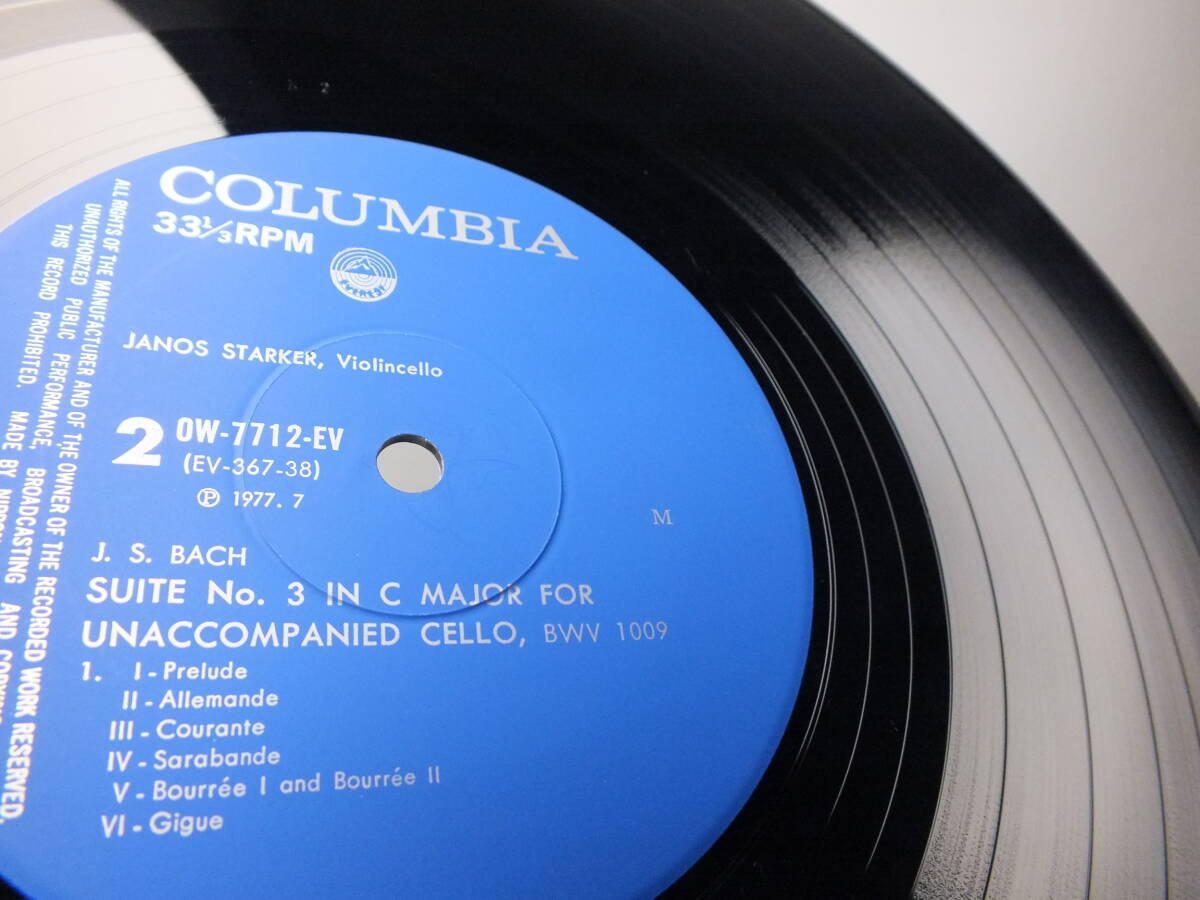 COLUMBIA
33⅓RPM
EVEREST
JANOS STARKER, Violincello
2
OW-7712-EV
(EV-367-38)
Ⓟ 1977. 7
M
J. S. BACH
SUITE No. 3 IN C MAJOR FOR
UNACCOMPANIED CELLO, BWV 1009
1. I - Prelude
II - Allemande
III - Courante
IV - Sarabande
V - Bourrée I and Bourrée II
VI - Gigue
ALL RIGHTS OF THE MANUFACTURER AND OF THE OWNER OF THE RECORDED WORK RESERVED.
UNAUTHORIZED PUBLIC PERFORMANCE, BROADCASTING AND
THIS RECORD PROHIBITED. MADE BY